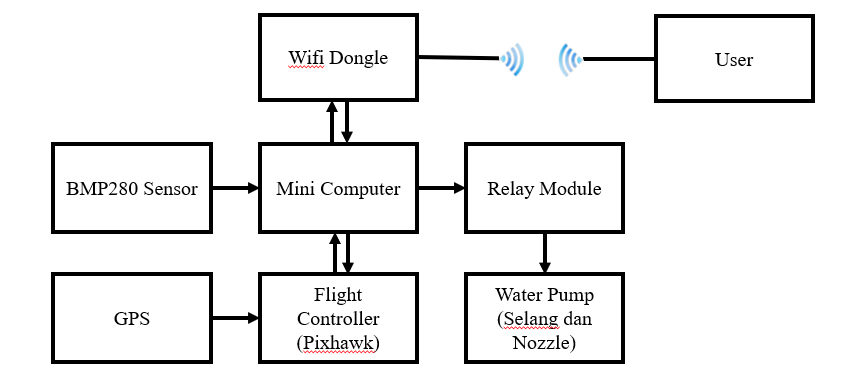 Wifi Dongle
User
BMP280 Sensor
Mini Computer
Relay Module
GPS
Flight
Controller
(Pixhawk)
Water Pump
(Selang dan
Nozzle)